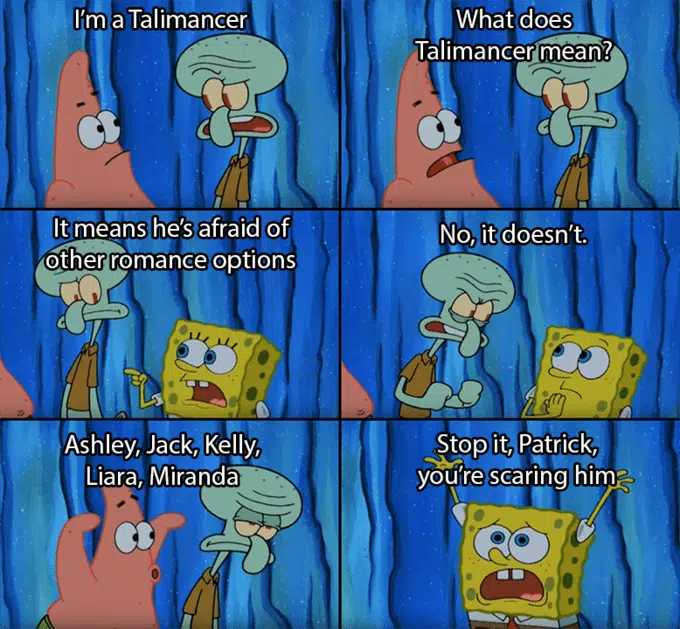 I'm a Talimancer
What does
Talimancer mean?
It means he's afraid of
other romance options
No, it doesn't.
Ashley, Jack, Kelly,
Liara, Miranda
Stop it, Patrick,
you're scaring him